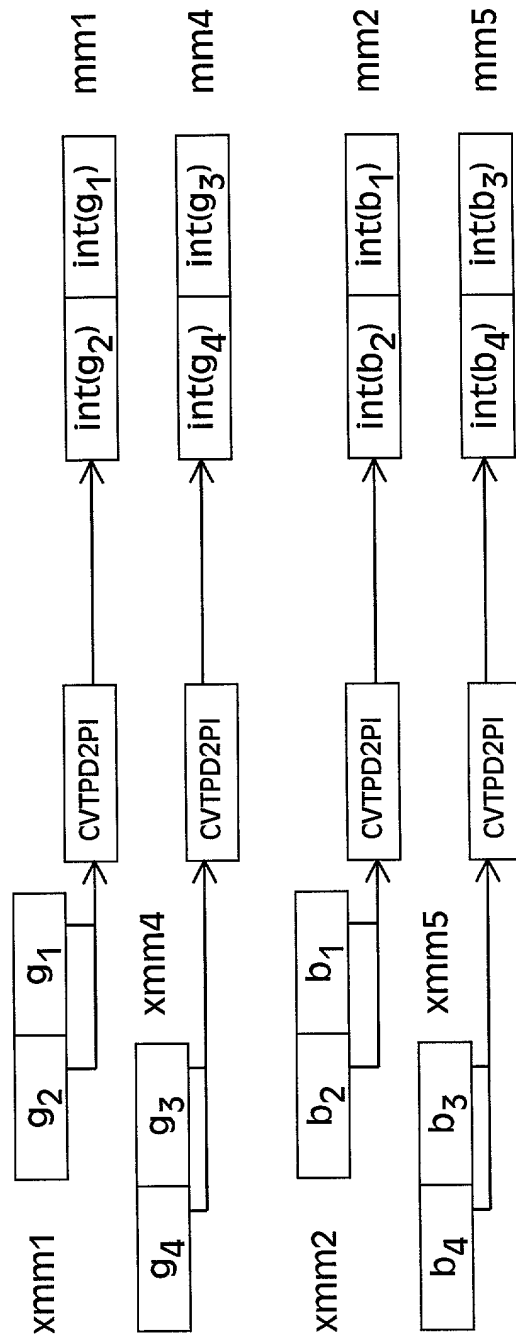 xmm1 g₂ g₁ CVTPD2PI int(g₂) int(g₁) mm1
g₄ g₃ xmm4 CVTPD2PI int(g₄) int(g₃) mm4
xmm2 b₂ b₁ CVTPD2PI int(b₂) int(b₁) mm2
b₄ b₃ xmm5 CVTPD2PI int(b₄) int(b₃) mm5